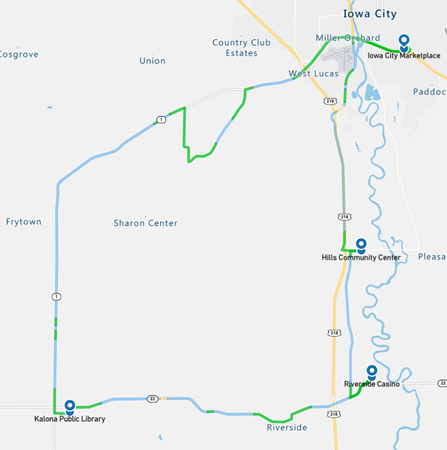 Iowa City
Miller Orchard
Iowa City Marketplace
Country Club
Estates
Cosgrove
Union
West Lucas
Paddoc
218
1
218
Frytown
Sharon Center
Hills Community Center
Pleasa
1
218
Riverside Casino
22
22
Kalona Public Library
218
Riverside